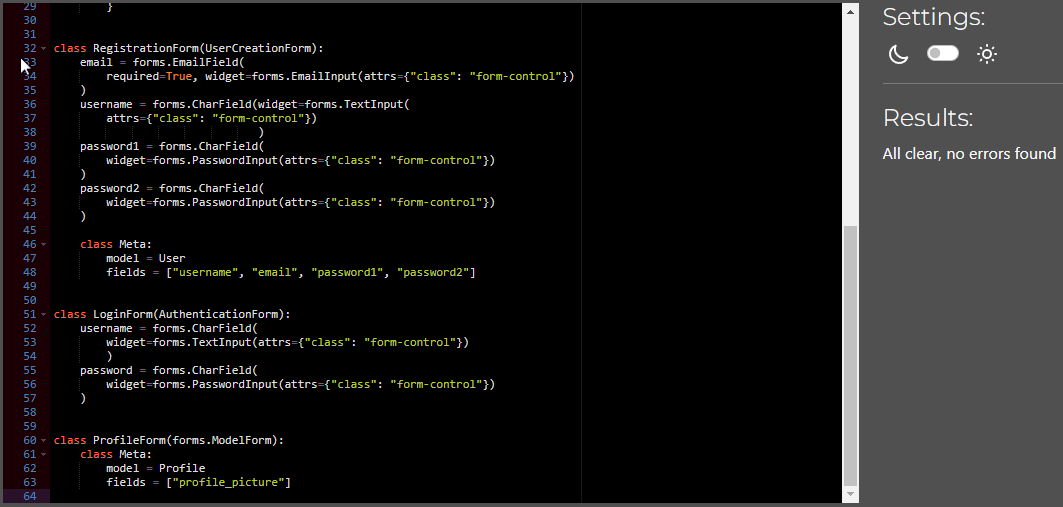 29         }
30
31
32 class RegistrationForm(UserCreationForm):
33     email = forms.EmailField(
34         required=True, widget=forms.EmailInput(attrs={"class": "form-control"})
35     )
36     username = forms.CharField(widget=forms.TextInput(
37         attrs={"class": "form-control"})
38                                )
39     password1 = forms.CharField(
40         widget=forms.PasswordInput(attrs={"class": "form-control"})
41     )
42     password2 = forms.CharField(
43         widget=forms.PasswordInput(attrs={"class": "form-control"})
44     )
45
46     class Meta:
47         model = User
48         fields = ["username", "email", "password1", "password2"]
49
50
51 class LoginForm(AuthenticationForm):
52     username = forms.CharField(
53         widget=forms.TextInput(attrs={"class": "form-control"})
54         )
55     password = forms.CharField(
56         widget=forms.PasswordInput(attrs={"class": "form-control"})
57     )
58
59
60 class ProfileForm(forms.ModelForm):
61     class Meta:
62         model = Profile
63         fields = ["profile_picture"]
64
Settings:
Results:
All clear, no errors found